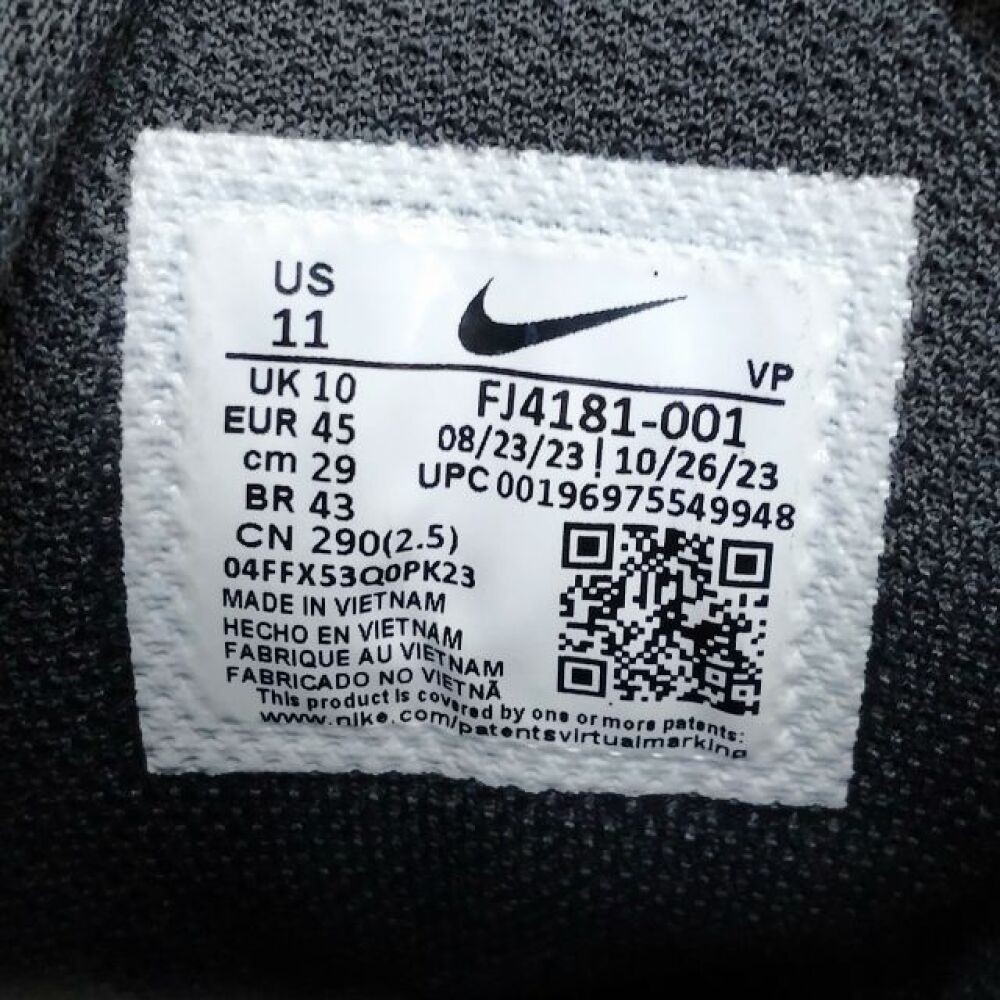 US
11
VP
UK 10
EUR 45
cm 29
BR 43
CN 290(2.5)
FJ4181-001
08/23/23 | 10/26/23
UPC 00196975549948
04FFX53Q0PK23
MADE IN VIETNAM
HECHO EN VIETNAM
FABRIQUE AU VIETNAM
FABRICADO NO VIETNÃ
This product is covered by one or more patents:
www.nike.com/patentsvirtualmarking